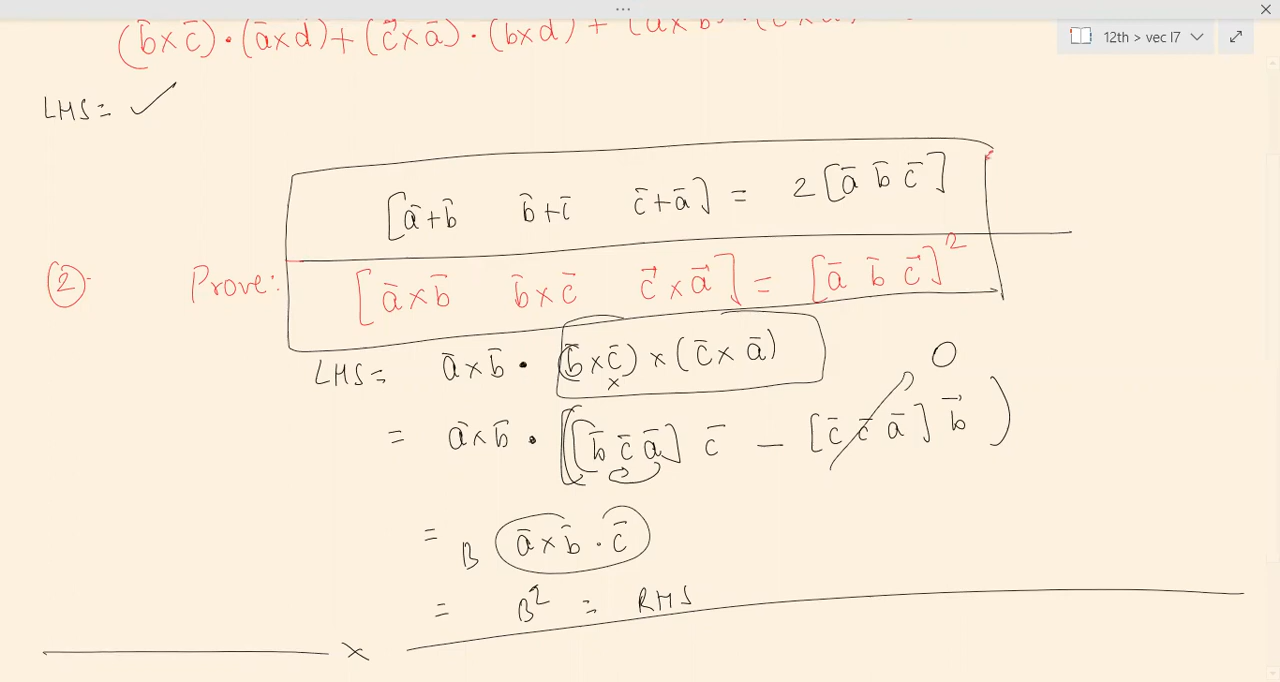 12th > vec l7
(b̄×c̄)·(ā×d)+(c⃗×ā)·(b×d)+
LHS=✓
[ā+b̄ b̄+c̄ c̄+ā] = 2[ā b̄ c̄]
② Prove: [ā×b̄ b̄×c̄ c⃗×a⃗] = [ā b̄ c⃗]²
LHS= ā×b̄ · (b̄×c̄)×(c̄×ā)
= ā×b̄ · ([b̄ c̄ ā] c̄ − [c̄ c̄ ā] b⃗) 0
= B ā×b̄·c̄
= B² = RHS
×